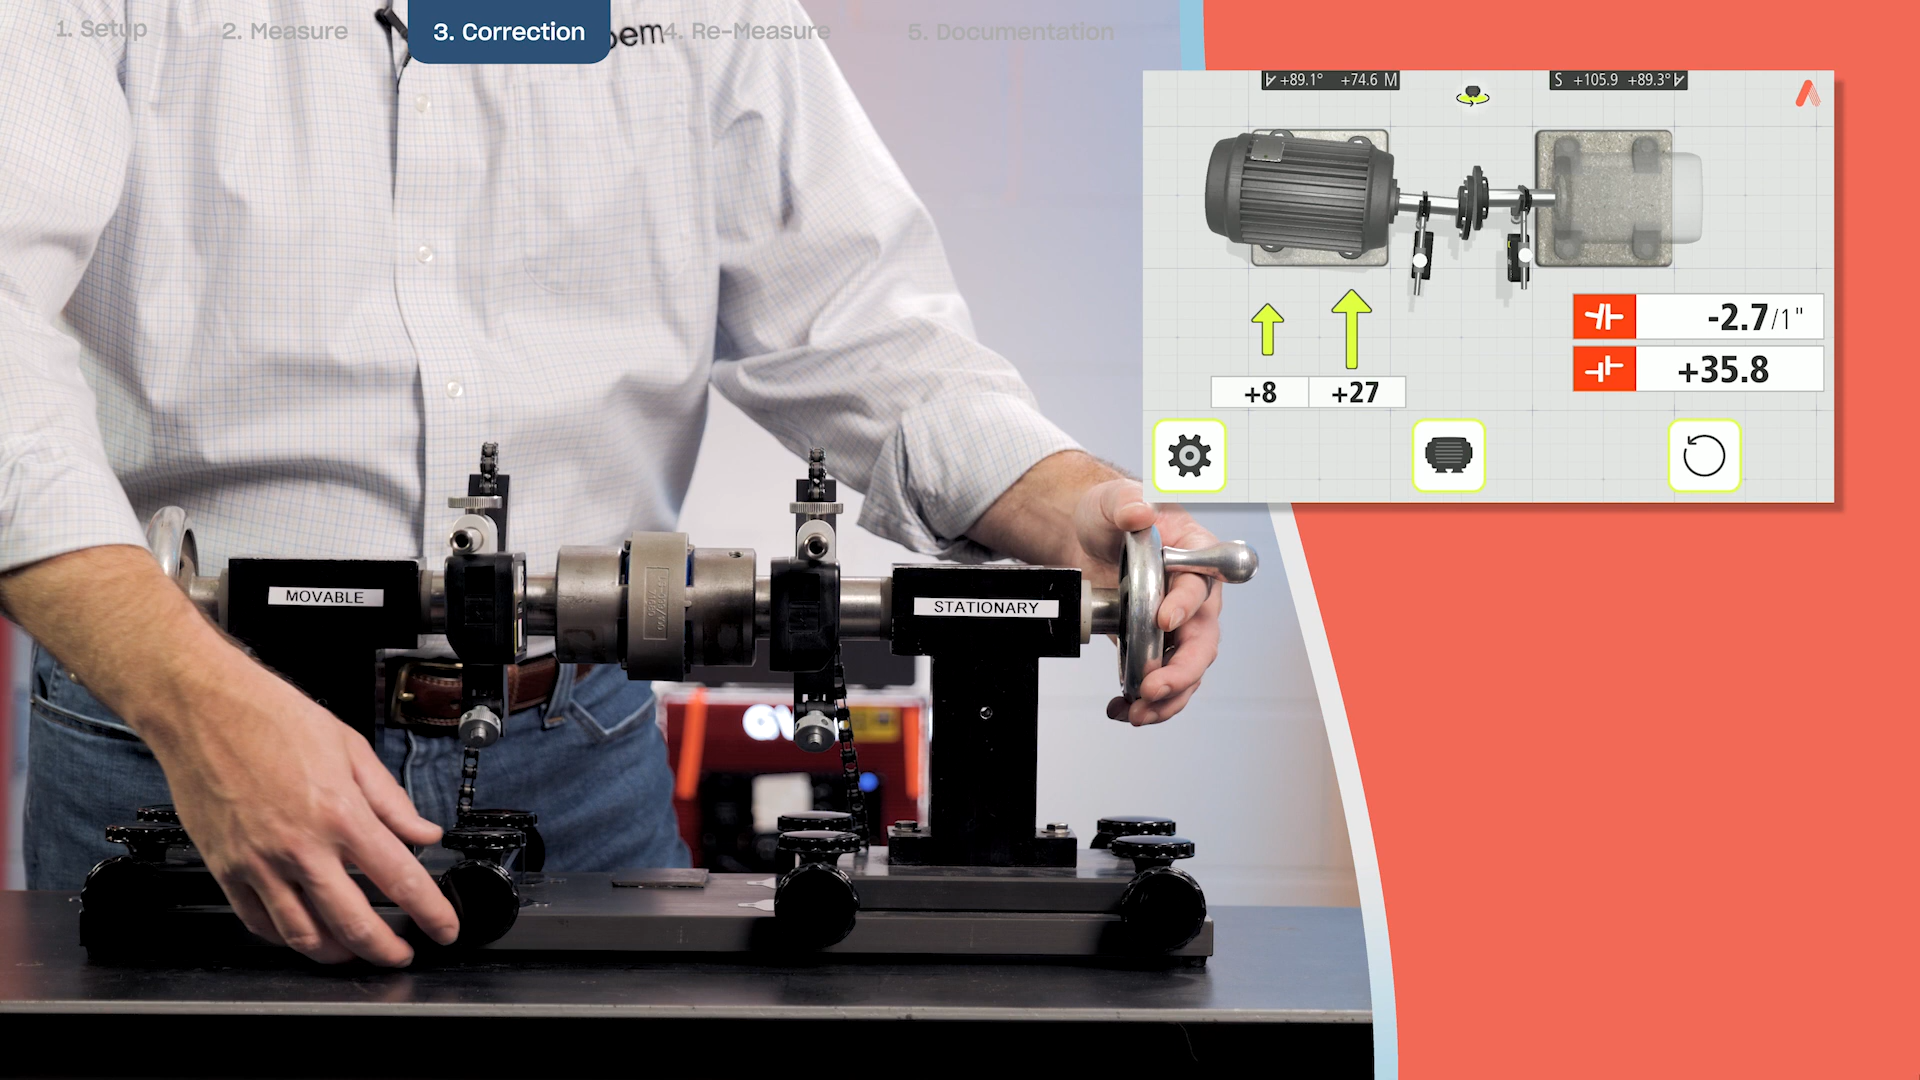 1. Setup
2. Measure
3. Correction
4. Re-Measure
5. Documentation
+89.1° +74.6 M
S +105.9 +89.3°
-2.7/1"
+35.8
+8 +27
MOVABLE
STATIONARY